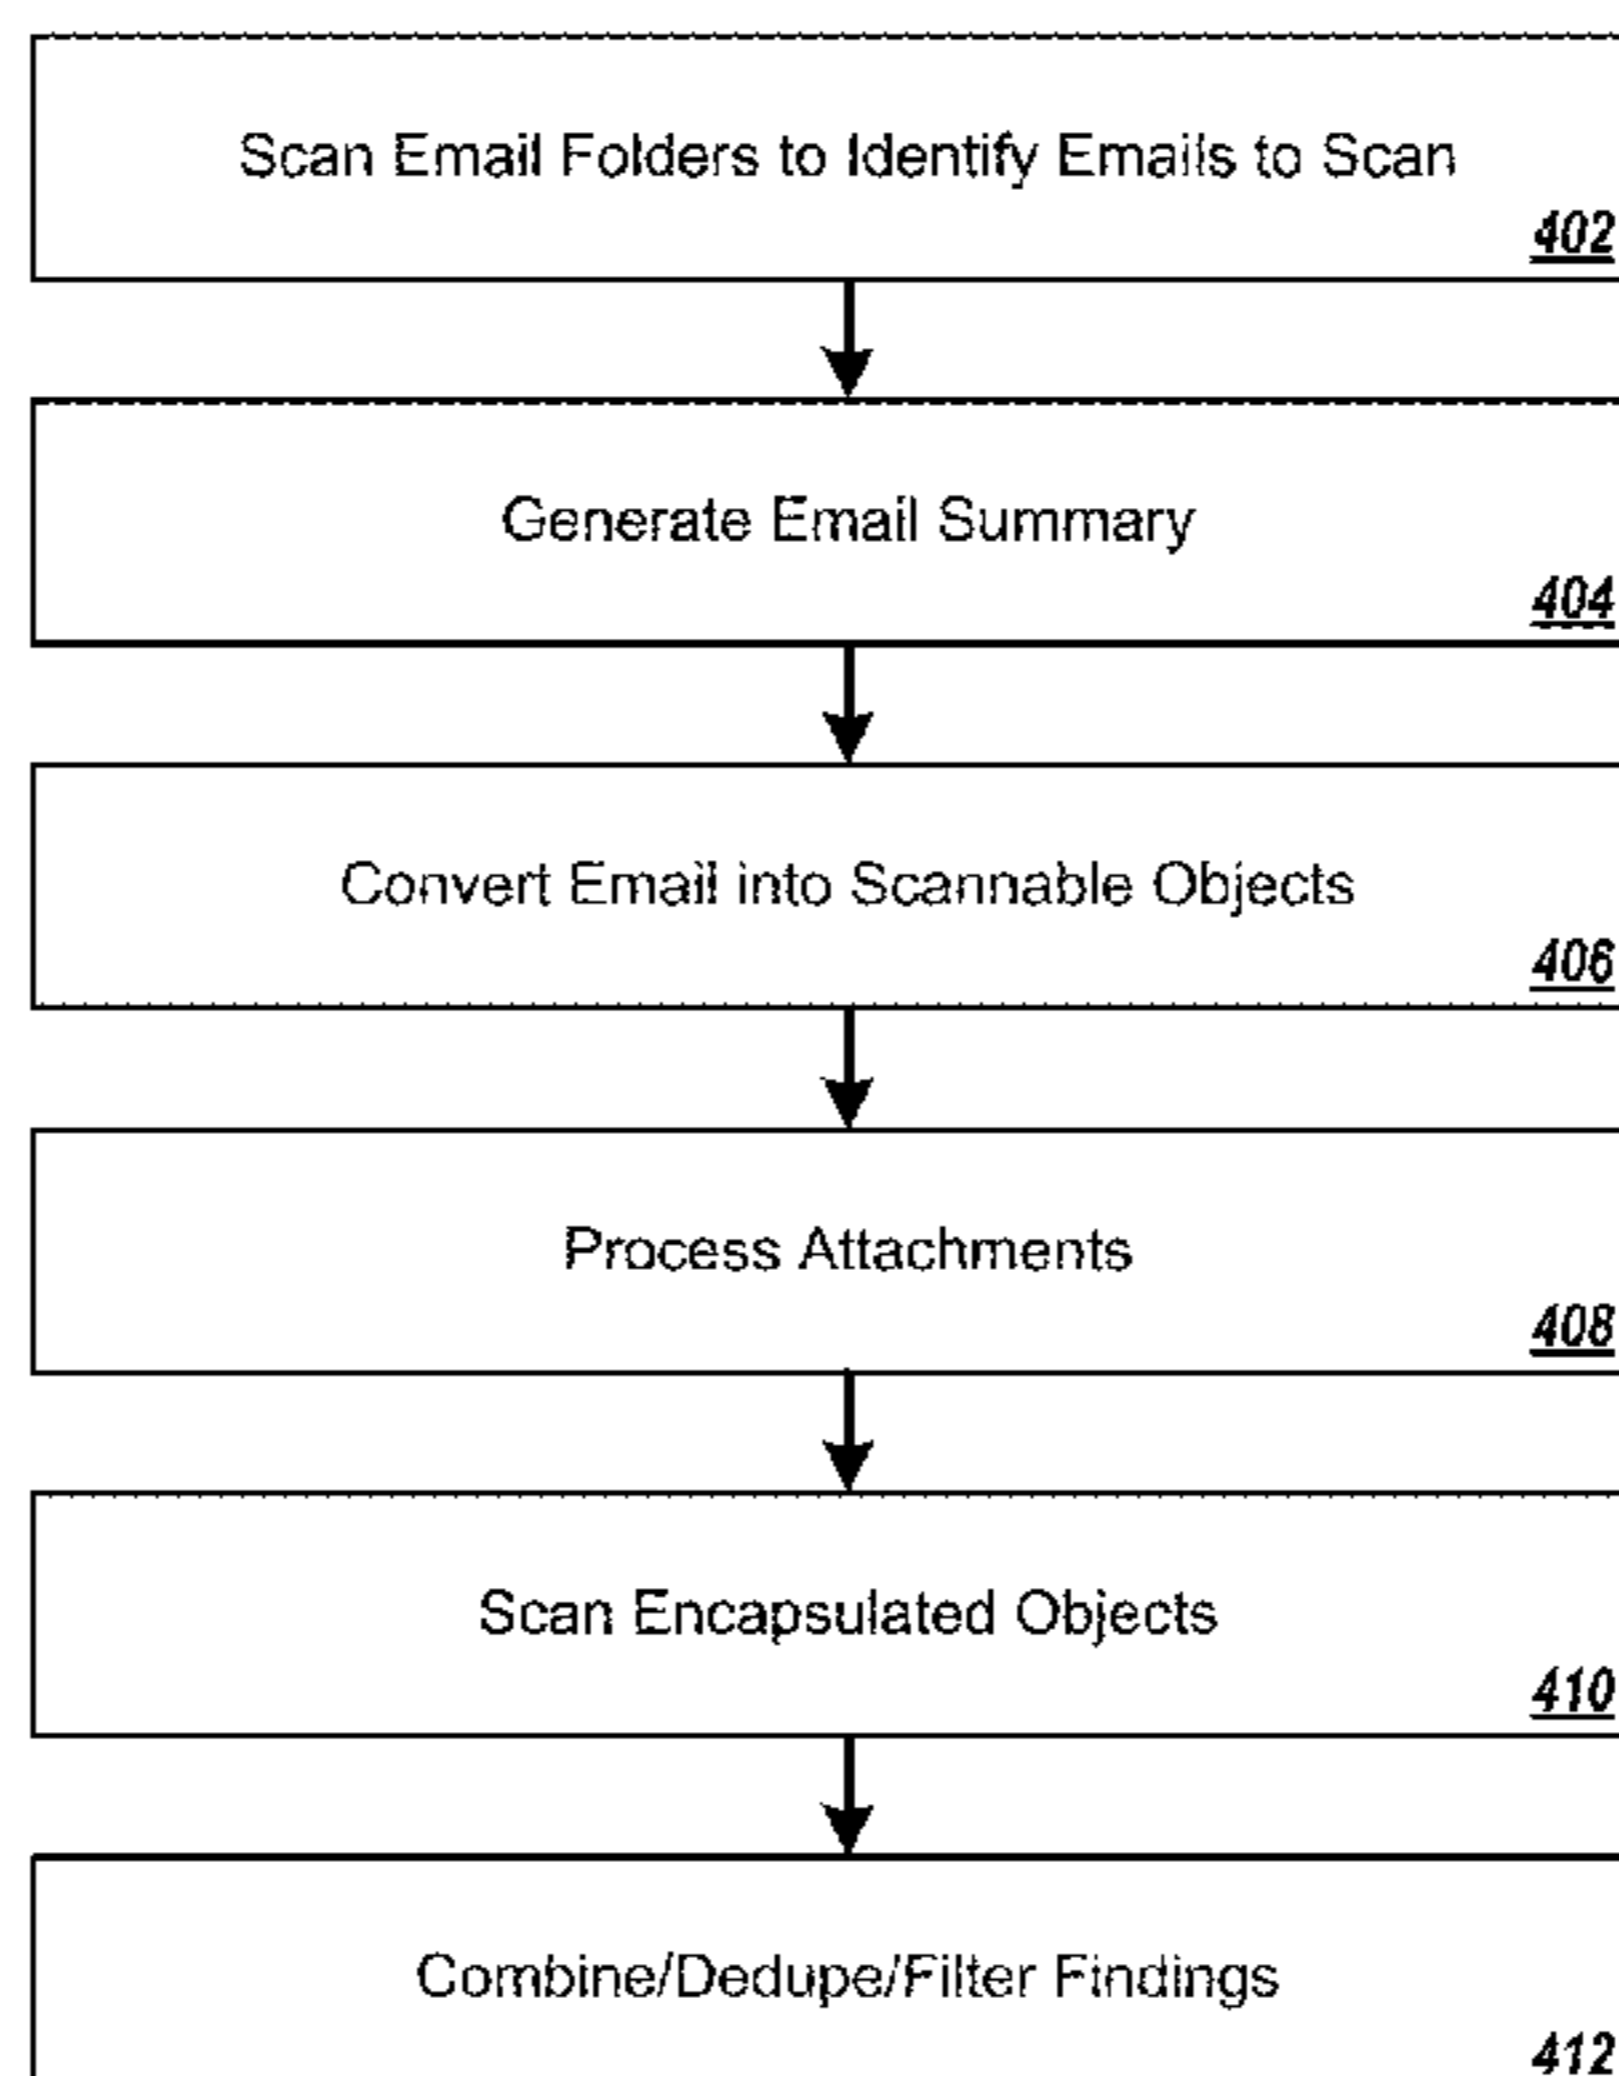 Scan Email Folders to Identify Emails to Scan
402
Generate Email Summary
404
Convert Email into Scannable Objects
406
Process Attachments
408
Scan Encapsulated Objects
410
Combine/Dedupe/Filter Findings
412